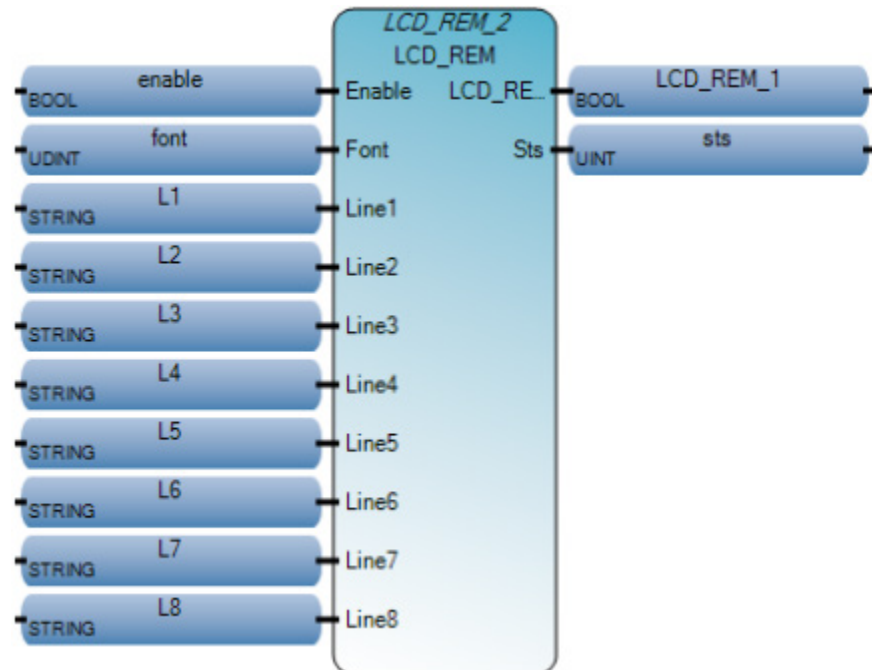 LCD_REM_2
LCD_REM
enable
BOOL
Enable
LCD_RE...
LCD_REM_1
BOOL
font
UDINT
Font
Sts
sts
UINT
L1
STRING
Line1
L2
STRING
Line2
L3
STRING
Line3
L4
STRING
Line4
L5
STRING
Line5
L6
STRING
Line6
L7
STRING
Line7
L8
STRING
Line8